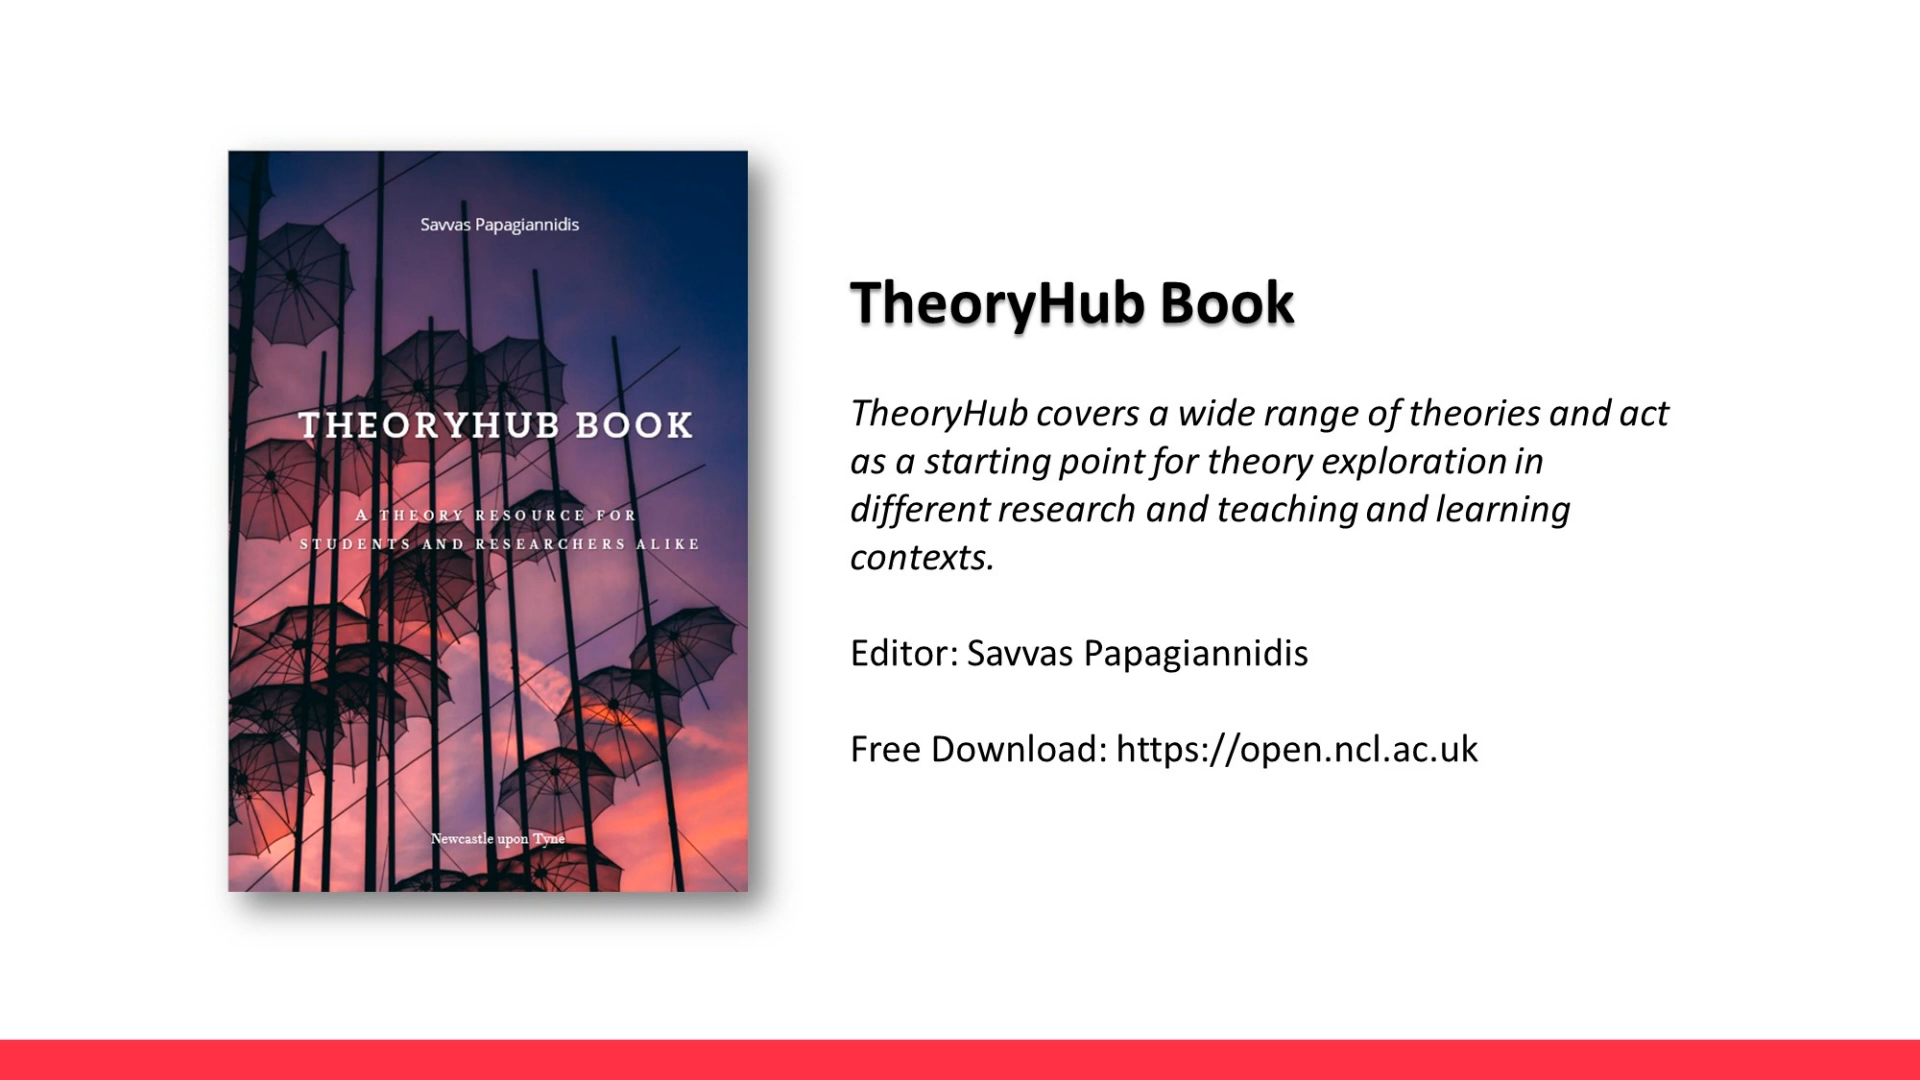 Savvas Papagiannidis
THEORYHUB BOOK
A THEORY RESOURCE FOR
STUDENTS AND RESEARCHERS ALIKE
Newcastle upon Tyne
TheoryHub Book
TheoryHub covers a wide range of theories and act
as a starting point for theory exploration in
different research and teaching and learning
contexts.
Editor: Savvas Papagiannidis
Free Download: https://open.ncl.ac.uk